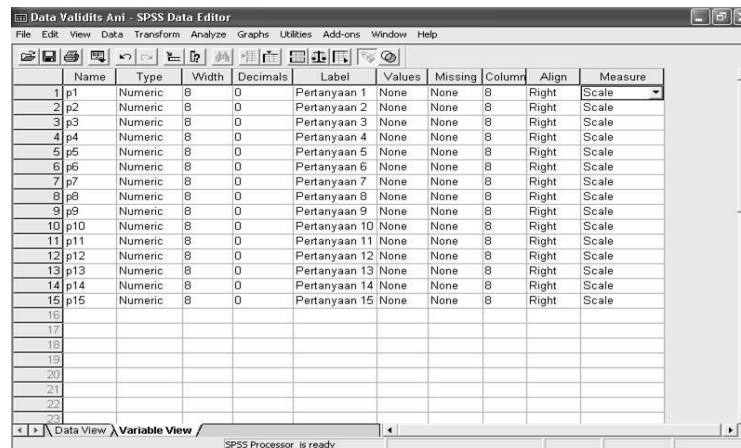 Data Validits Ani - SPSS Data Editor
File Edit View Data Transform Analyze Graphs Utilities Add-ons Window Help
Name Type Width Decimals Label Values Missing Column Align Measure
1 p1 Numeric 8 0 Pertanyaan 1 None None 8 Right Scale
2 p2 Numeric 8 0 Pertanyaan 2 None None 8 Right Scale
3 p3 Numeric 8 0 Pertanyaan 3 None None 8 Right Scale
4 p4 Numeric 8 0 Pertanyaan 4 None None 8 Right Scale
5 p5 Numeric 8 0 Pertanyaan 5 None None 8 Right Scale
6 p6 Numeric 8 0 Pertanyaan 6 None None 8 Right Scale
7 p7 Numeric 8 0 Pertanyaan 7 None None 8 Right Scale
8 p8 Numeric 8 0 Pertanyaan 8 None None 8 Right Scale
9 p9 Numeric 8 0 Pertanyaan 9 None None 8 Right Scale
10 p10 Numeric 8 0 Pertanyaan 10 None None 8 Right Scale
11 p11 Numeric 8 0 Pertanyaan 11 None None 8 Right Scale
12 p12 Numeric 8 0 Pertanyaan 12 None None 8 Right Scale
13 p13 Numeric 8 0 Pertanyaan 13 None None 8 Right Scale
14 p14 Numeric 8 0 Pertanyaan 14 None None 8 Right Scale
15 p15 Numeric 8 0 Pertanyaan 15 None None 8 Right Scale
16
17
18
19
20
21
22
23
Data View Variable View
SPSS Processor is ready